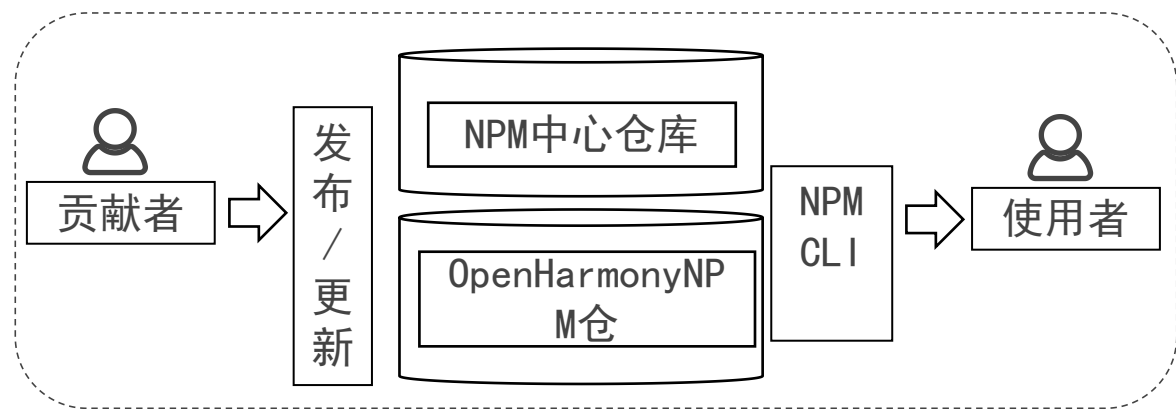 贡献者
发
布
/
更
新
NPM中心仓库
OpenHarmonyNP
M仓
NPM
CLI
使用者